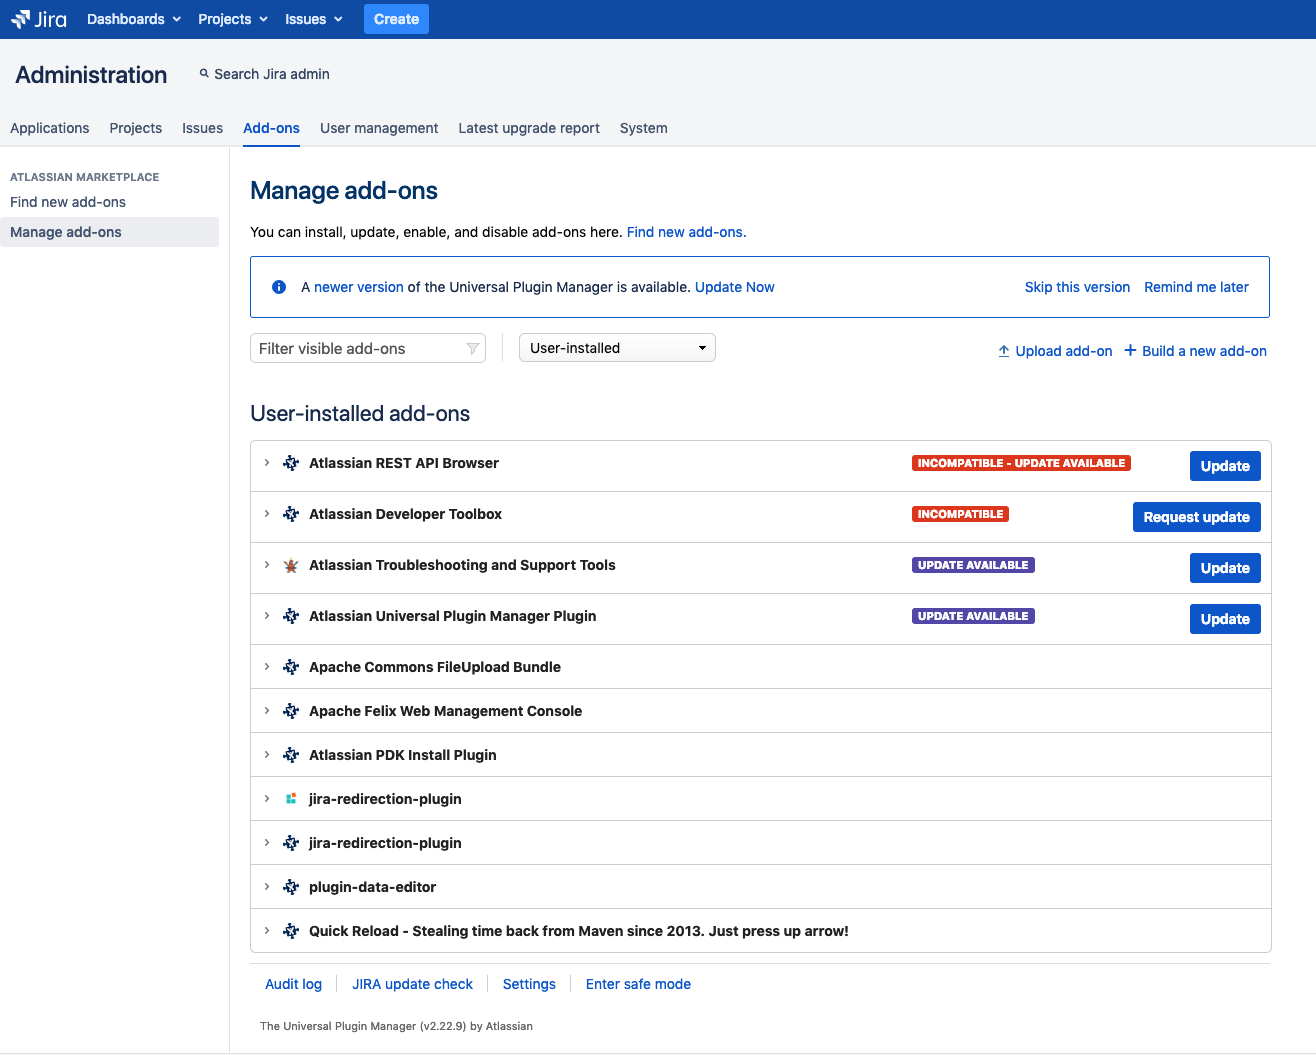 Jira Dashboards Projects Issues Create
Administration Search Jira admin
Applications Projects Issues Add-ons User management Latest upgrade report System
ATLASSIAN MARKETPLACE
Find new add-ons
Manage add-ons
Manage add-ons
You can install, update, enable, and disable add-ons here. Find new add-ons.
A newer version of the Universal Plugin Manager is available. Update Now Skip this version Remind me later
Filter visible add-ons User-installed Upload add-on Build a new add-on
User-installed add-ons
Atlassian REST API Browser INCOMPATIBLE - UPDATE AVAILABLE Update
Atlassian Developer Toolbox INCOMPATIBLE Request update
Atlassian Troubleshooting and Support Tools UPDATE AVAILABLE Update
Atlassian Universal Plugin Manager Plugin UPDATE AVAILABLE Update
Apache Commons FileUpload Bundle
Apache Felix Web Management Console
Atlassian PDK Install Plugin
jira-redirection-plugin
jira-redirection-plugin
plugin-data-editor
Quick Reload - Stealing time back from Maven since 2013. Just press up arrow!
Audit log JIRA update check Settings Enter safe mode
The Universal Plugin Manager (v2.22.9) by Atlassian